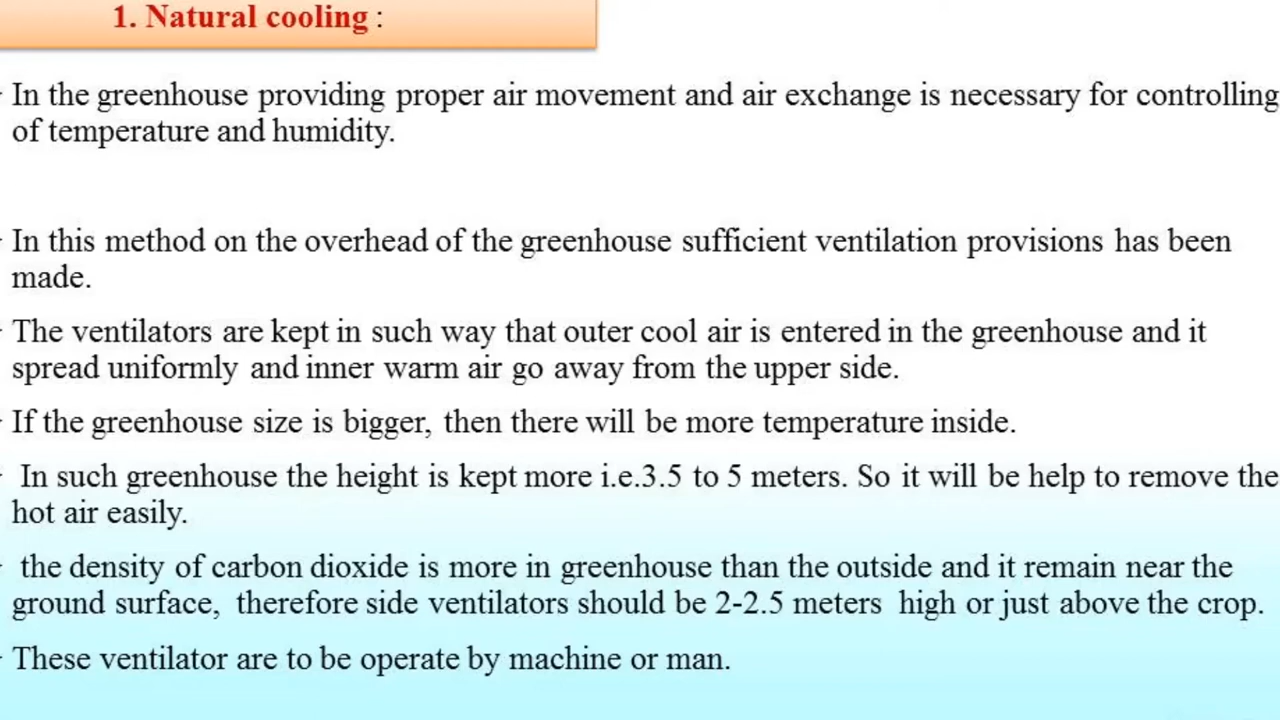 1. Natural cooling :
In the greenhouse providing proper air movement and air exchange is necessary for controlling
of temperature and humidity.
In this method on the overhead of the greenhouse sufficient ventilation provisions has been
made.
The ventilators are kept in such way that outer cool air is entered in the greenhouse and it
spread uniformly and inner warm air go away from the upper side.
If the greenhouse size is bigger, then there will be more temperature inside.
In such greenhouse the height is kept more i.e.3.5 to 5 meters. So it will be help to remove the
hot air easily.
the density of carbon dioxide is more in greenhouse than the outside and it remain near the
ground surface, therefore side ventilators should be 2-2.5 meters high or just above the crop.
These ventilator are to be operate by machine or man.